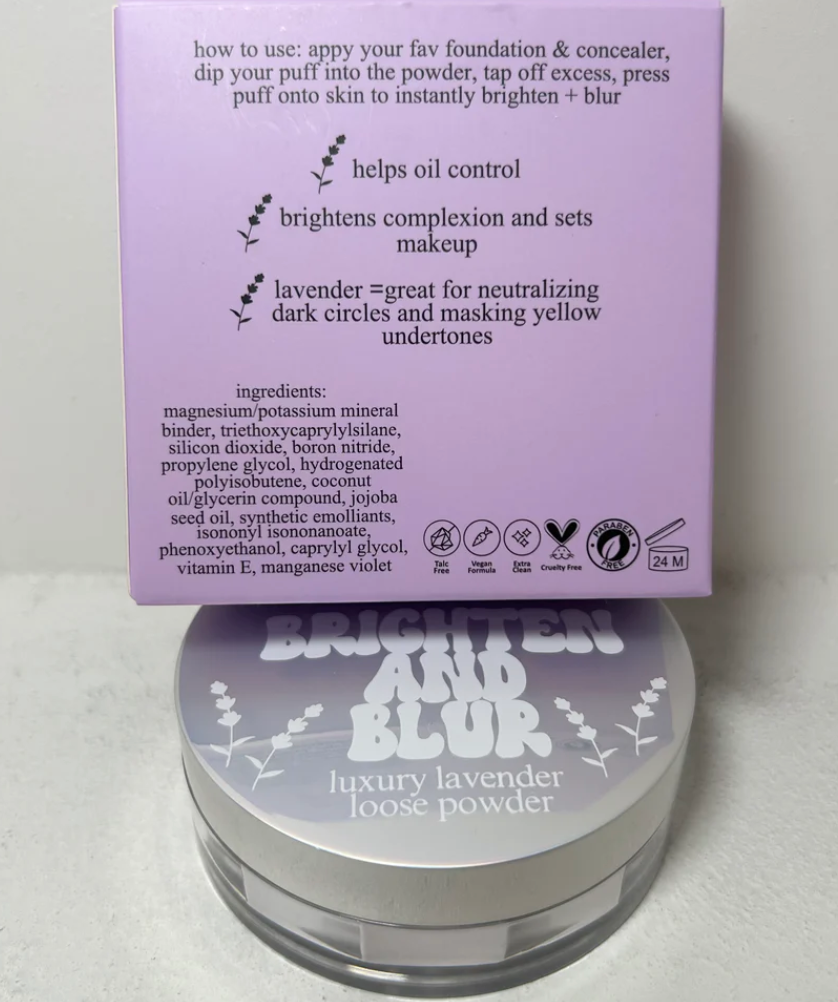 how to use: appy your fav foundation & concealer,
dip your puff into the powder, tap off excess, press
puff onto skin to instantly brighten + blur
helps oil control
brightens complexion and sets
makeup
lavender =great for neutralizing
dark circles and masking yellow
undertones
ingredients:
magnesium/potassium mineral
binder, triethoxycaprylylsilane,
silicon dioxide, boron nitride,
propylene glycol, hydrogenated
polyisobutene, coconut
oil/glycerin compound, jojoba
seed oil, synthetic emolliants,
isononyl isononanoate,
phenoxyethanol, caprylyl glycol,
vitamin E, manganese violet
Talc
Free
Vegan
Formula
Extra
Clean
Cruelty Free
PARABEN
FREE
24 M
BRIGHTEN
AND
BLUR
luxury lavender
loose powder